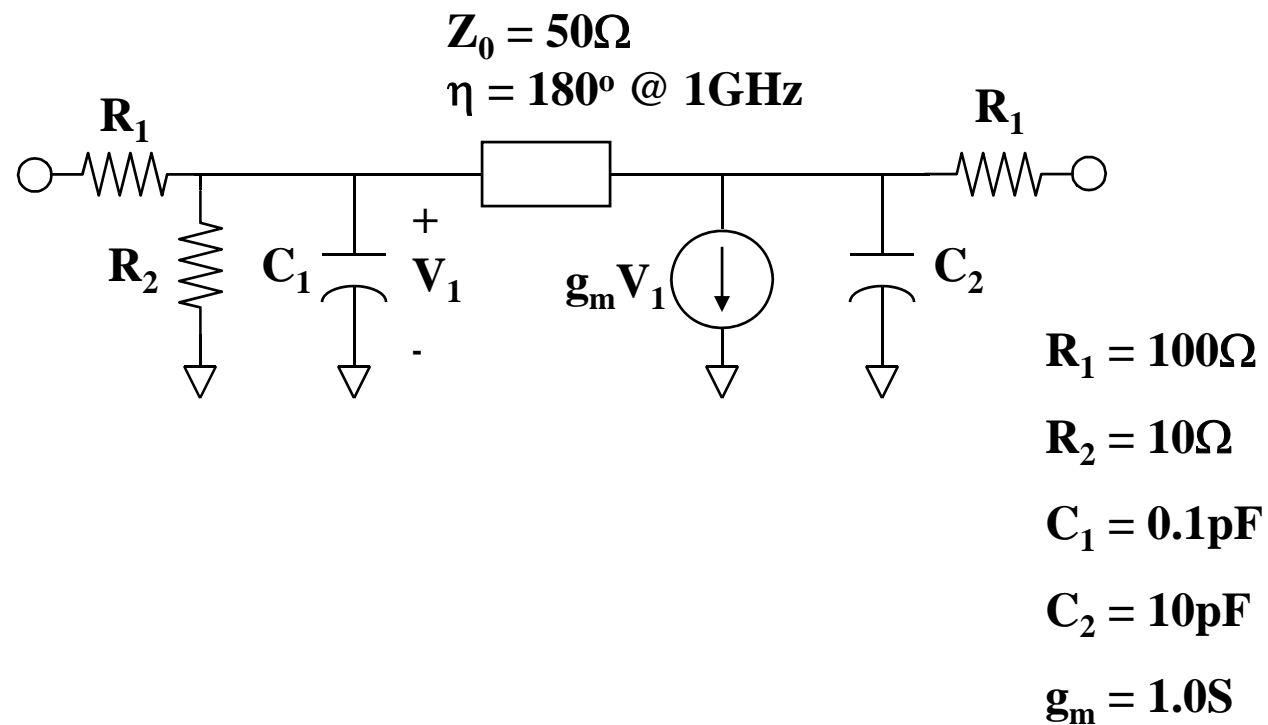 Z₀ = 50Ω
η = 180º @ 1GHz
R₁
R₁
R₂
C₁
+
V₁
-
gₘV₁
C₂
R₁ = 100Ω
R₂ = 10Ω
C₁ = 0.1pF
C₂ = 10pF
gₘ = 1.0S